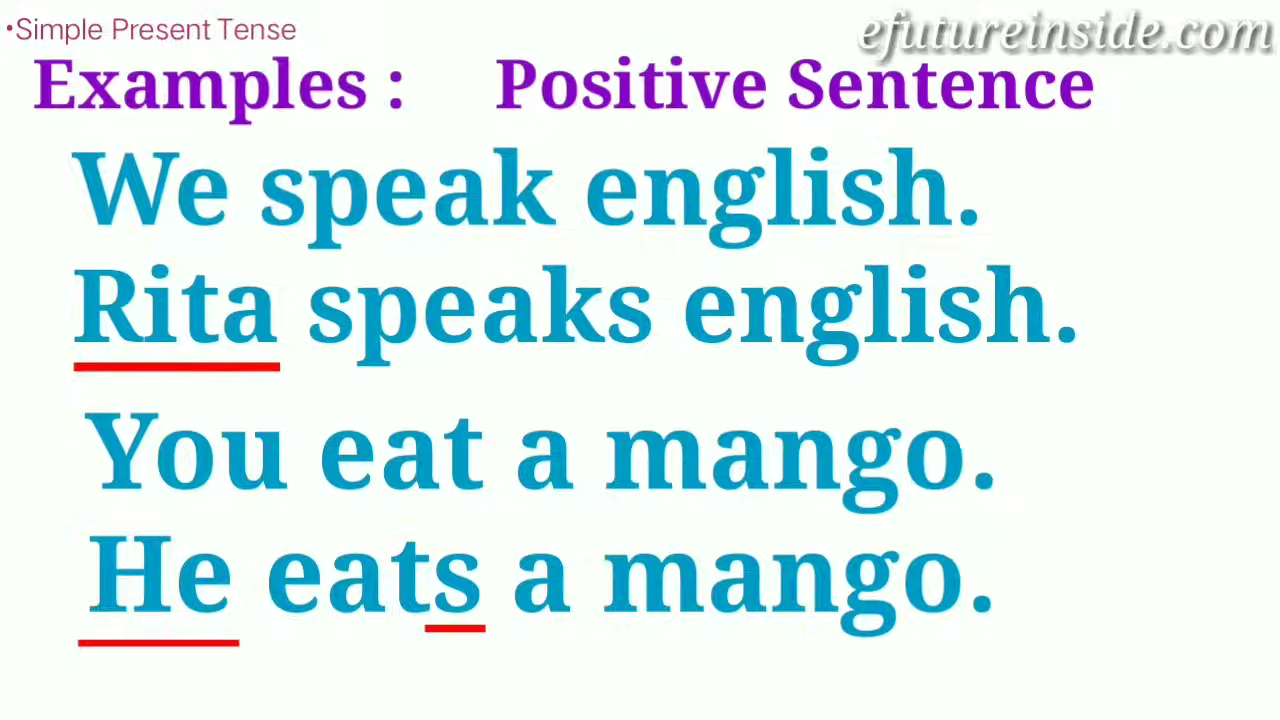 •Simple Present Tense
efutureinside.com
Examples : Positive Sentence
We speak english.
Rita speaks english.
You eat a mango.
He eats a mango.